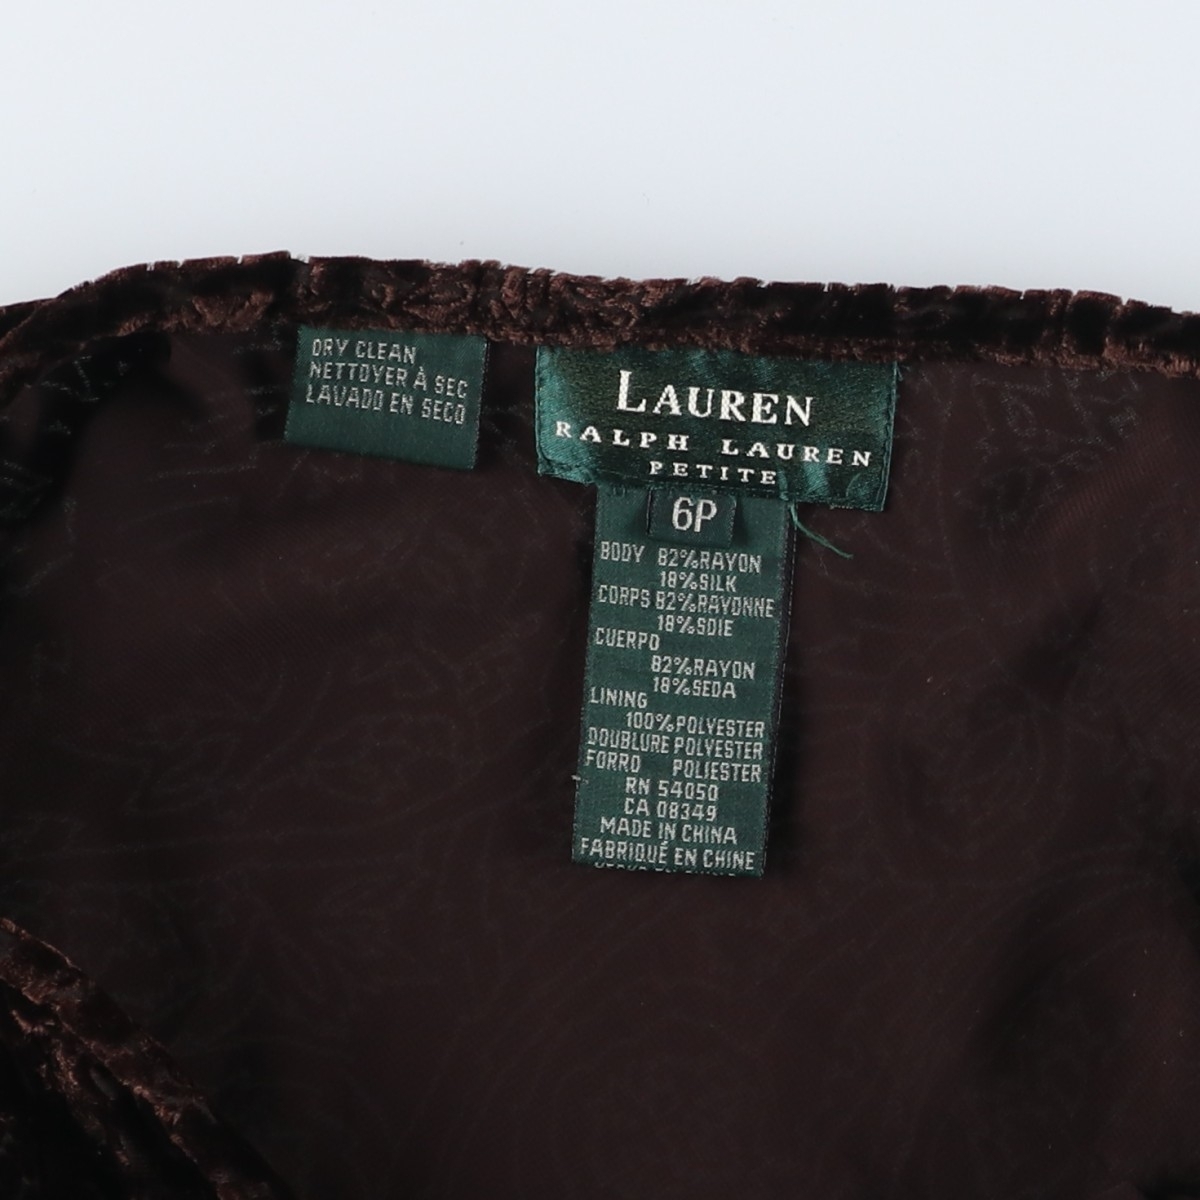 DRY CLEAN
NETTOYER À SEC
LAVADO EN SECO
LAUREN
RALPH LAUREN
PETITE
6P
BODY 82%RAYON
18%SILK
CORPS 82%RAYONNE
18%SOIE
CUERPO
82%RAYON
18%SEDA
LINING
100%POLYESTER
DOUBLURE POLYESTER
FORRO POLIESTER
RN 54050
CA 08349
MADE IN CHINA
FABRIQUÉ EN CHINE